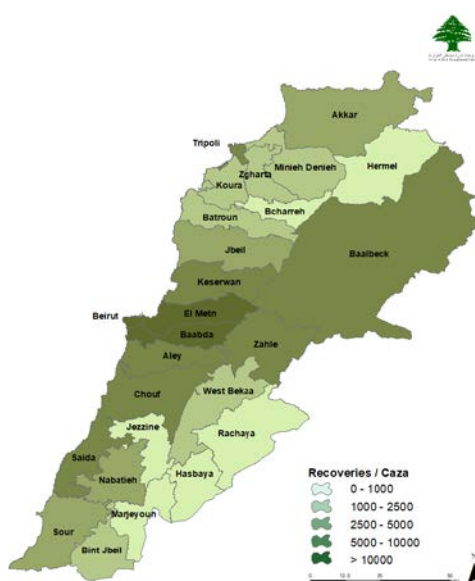 Akkar
Tripoli
Zgharta
Minieh Denieh
Hermel
Koura
Bcharreh
Batroun
Jbeil
Baalbeck
Keserwan
El Metn
Beirut
Baabda
Aley
Zahle
Chouf
West Bekaa
Jezzine
Rachaya
Saida
Hasbaya
Nabatieh
Marjeyoun
Sour
Bint Jbeil
Recoveries / Caza
0 - 1000
1000 - 2500
2500 - 5000
5000 - 10000
> 10000